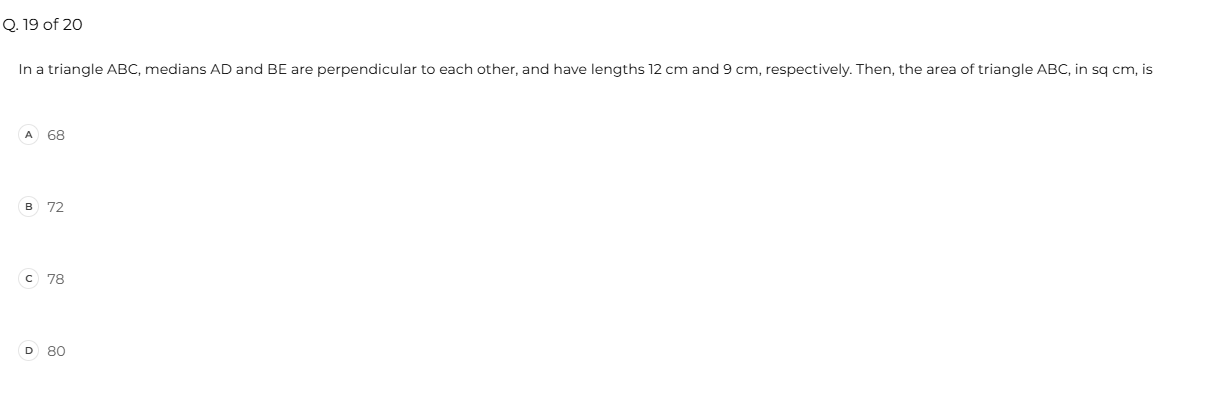 Q. 19 of 20
In a triangle ABC, medians AD and BE are perpendicular to each other, and have lengths 12 cm and 9 cm, respectively. Then, the area of triangle ABC, in sq cm, is
A 68
B 72
C 78
D 80